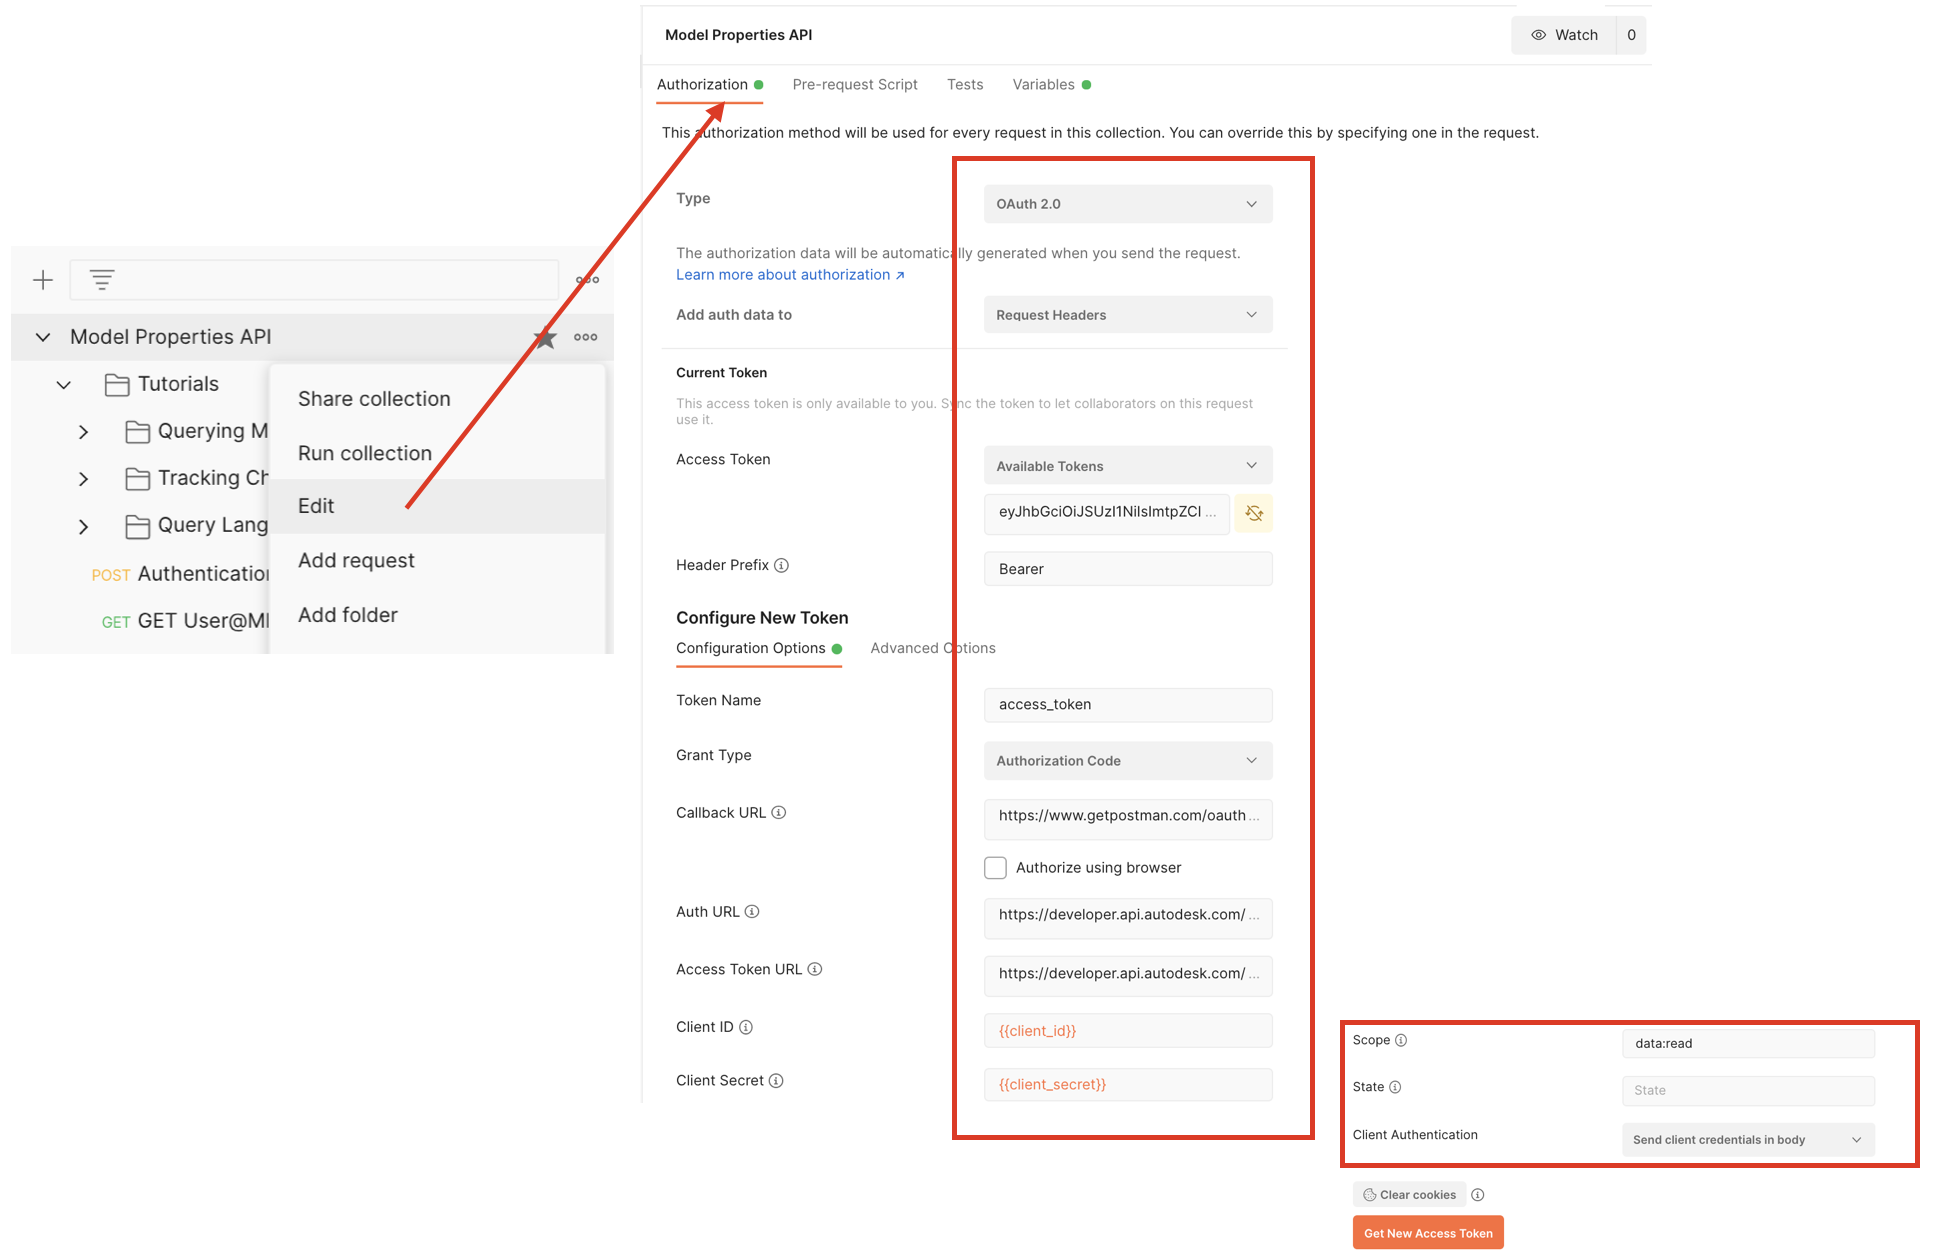 Model Properties API
Tutorials
Querying M
Tracking Ch
Query Lang
POST Authentication
GET GET User@M
Share collection
Run collection
Edit
Add request
Add folder
Model Properties API
Watch 0
Authorization Pre-request Script Tests Variables
This authorization method will be used for every request in this collection. You can override this by specifying one in the request.
Type OAuth 2.0
The authorization data will be automatically generated when you send the request.
Learn more about authorization ↗
Add auth data to Request Headers
Current Token
This access token is only available to you. Sync the token to let collaborators on this request
use it.
Access Token Available Tokens
eyJhbGciOiJSUzI1NiIsImtpZCI ...
Header Prefix Bearer
Configure New Token
Configuration Options Advanced Options
Token Name access_token
Grant Type Authorization Code
Callback URL https://www.getpostman.com/oauth ...
Authorize using browser
Auth URL https://developer.api.autodesk.com/ ...
Access Token URL https://developer.api.autodesk.com/ ...
Client ID {{client_id}}
Client Secret {{client_secret}}
Scope data:read
State State
Client Authentication Send client credentials in body
Clear cookies
Get New Access Token